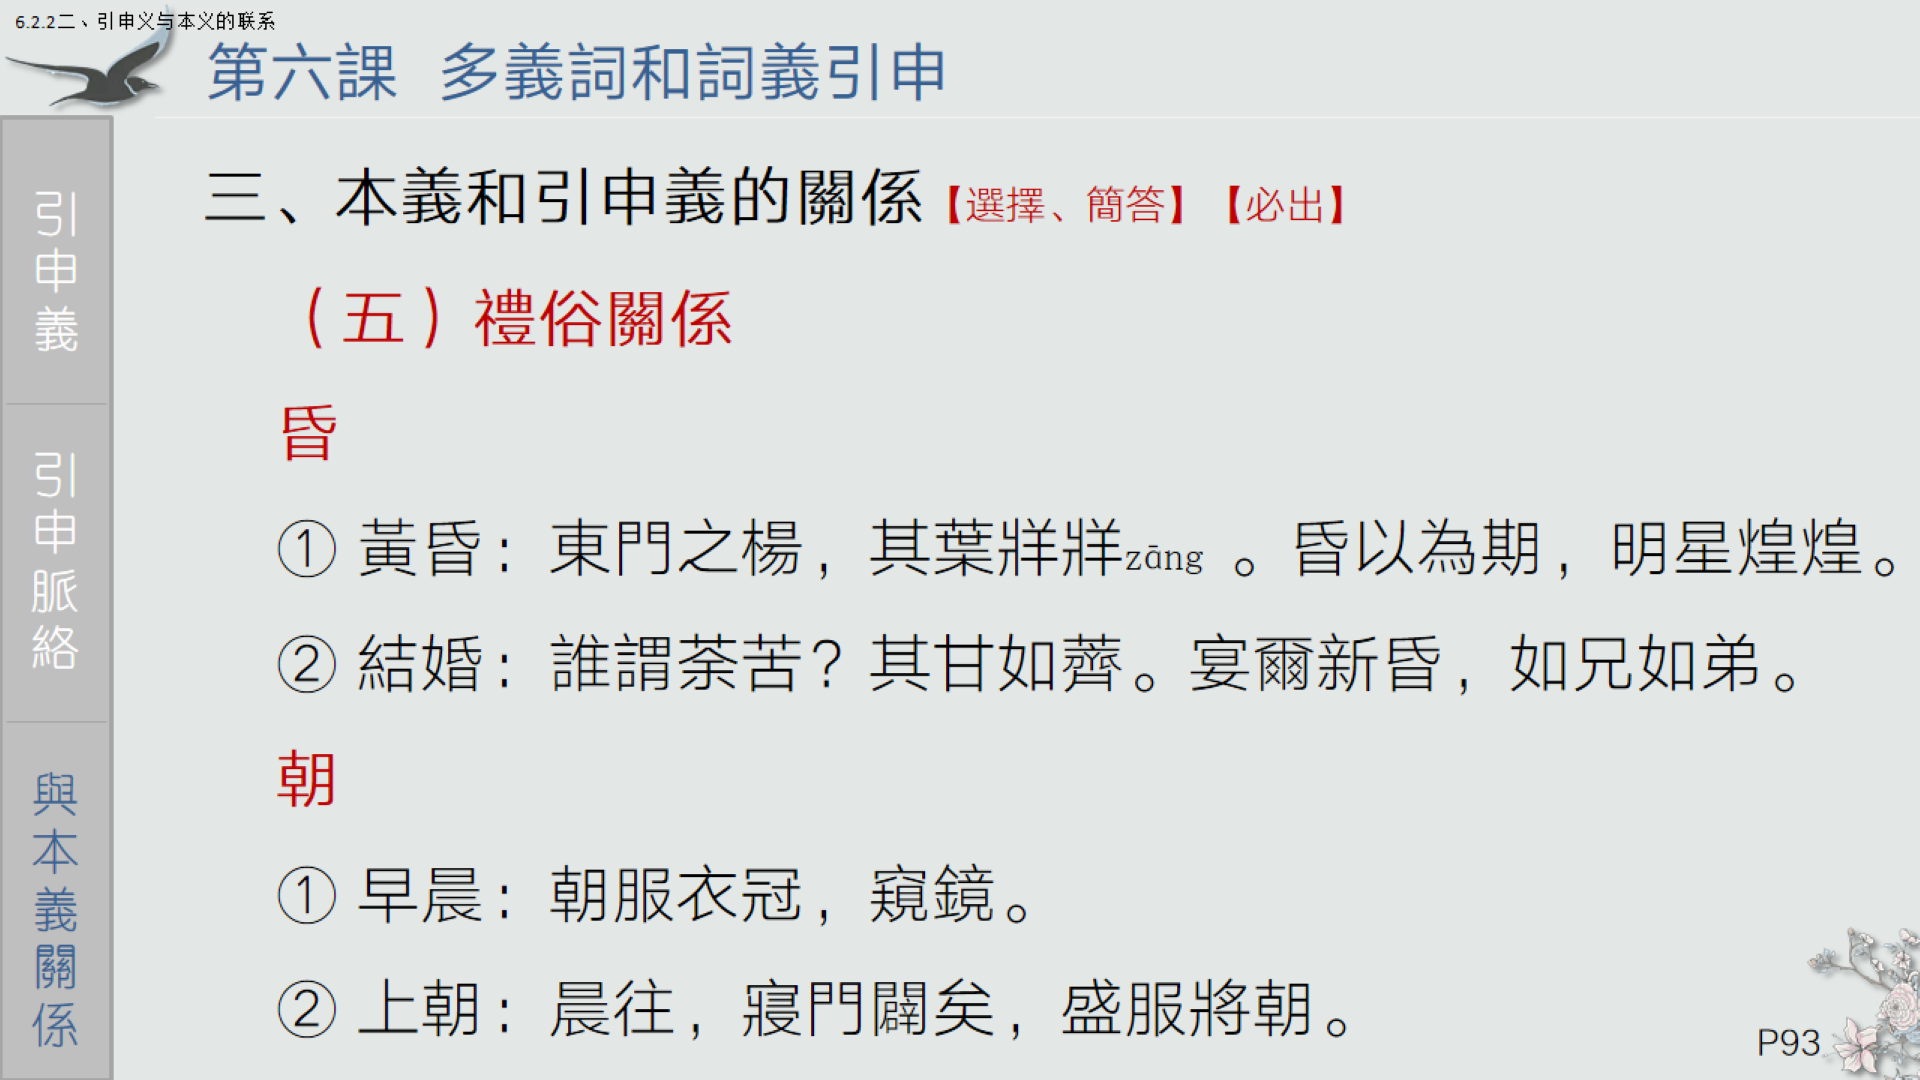 6.2.2二、引申义与本义的联系
第六課 多義詞和詞義引申
引申義
引申脈絡
與本義關係
三、本義和引申義的關係【選擇、簡答】【必出】
（五）禮俗關係
昏
① 黃昏：東門之楊，其葉牂牂zāng 。昏以為期，明星煌煌。
② 結婚：誰謂荼苦？其甘如薺。宴爾新昏，如兄如弟。
朝
① 早晨：朝服衣冠，窺鏡。
② 上朝：晨往，寢門闢矣，盛服將朝。
P93